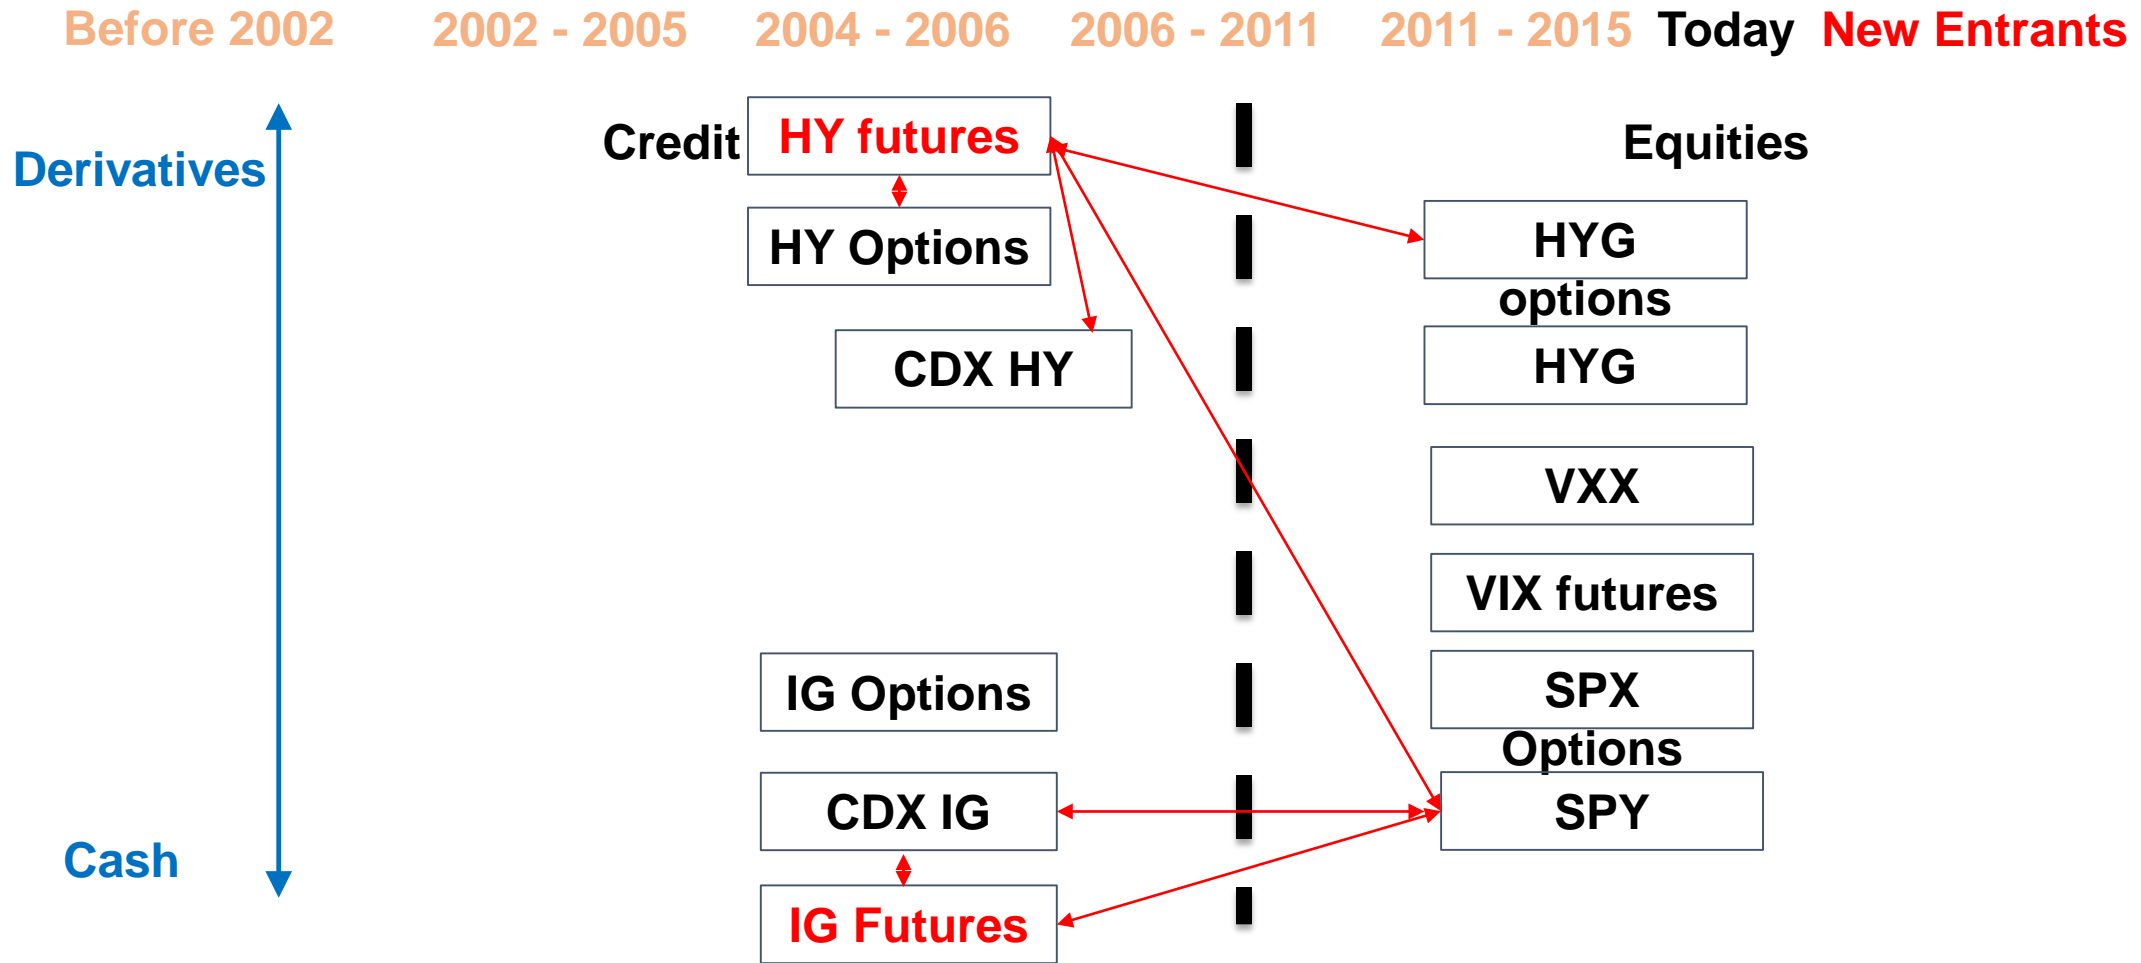 Before 2002 2002 - 2005 2004 - 2006 2006 - 2011 2011 - 2015 Today New Entrants
Derivatives
Cash
Credit
HY futures
HY Options
CDX HY
IG Options
CDX IG
IG Futures
Equities
HYG
options
HYG
VXX
VIX futures
SPX
Options
SPY